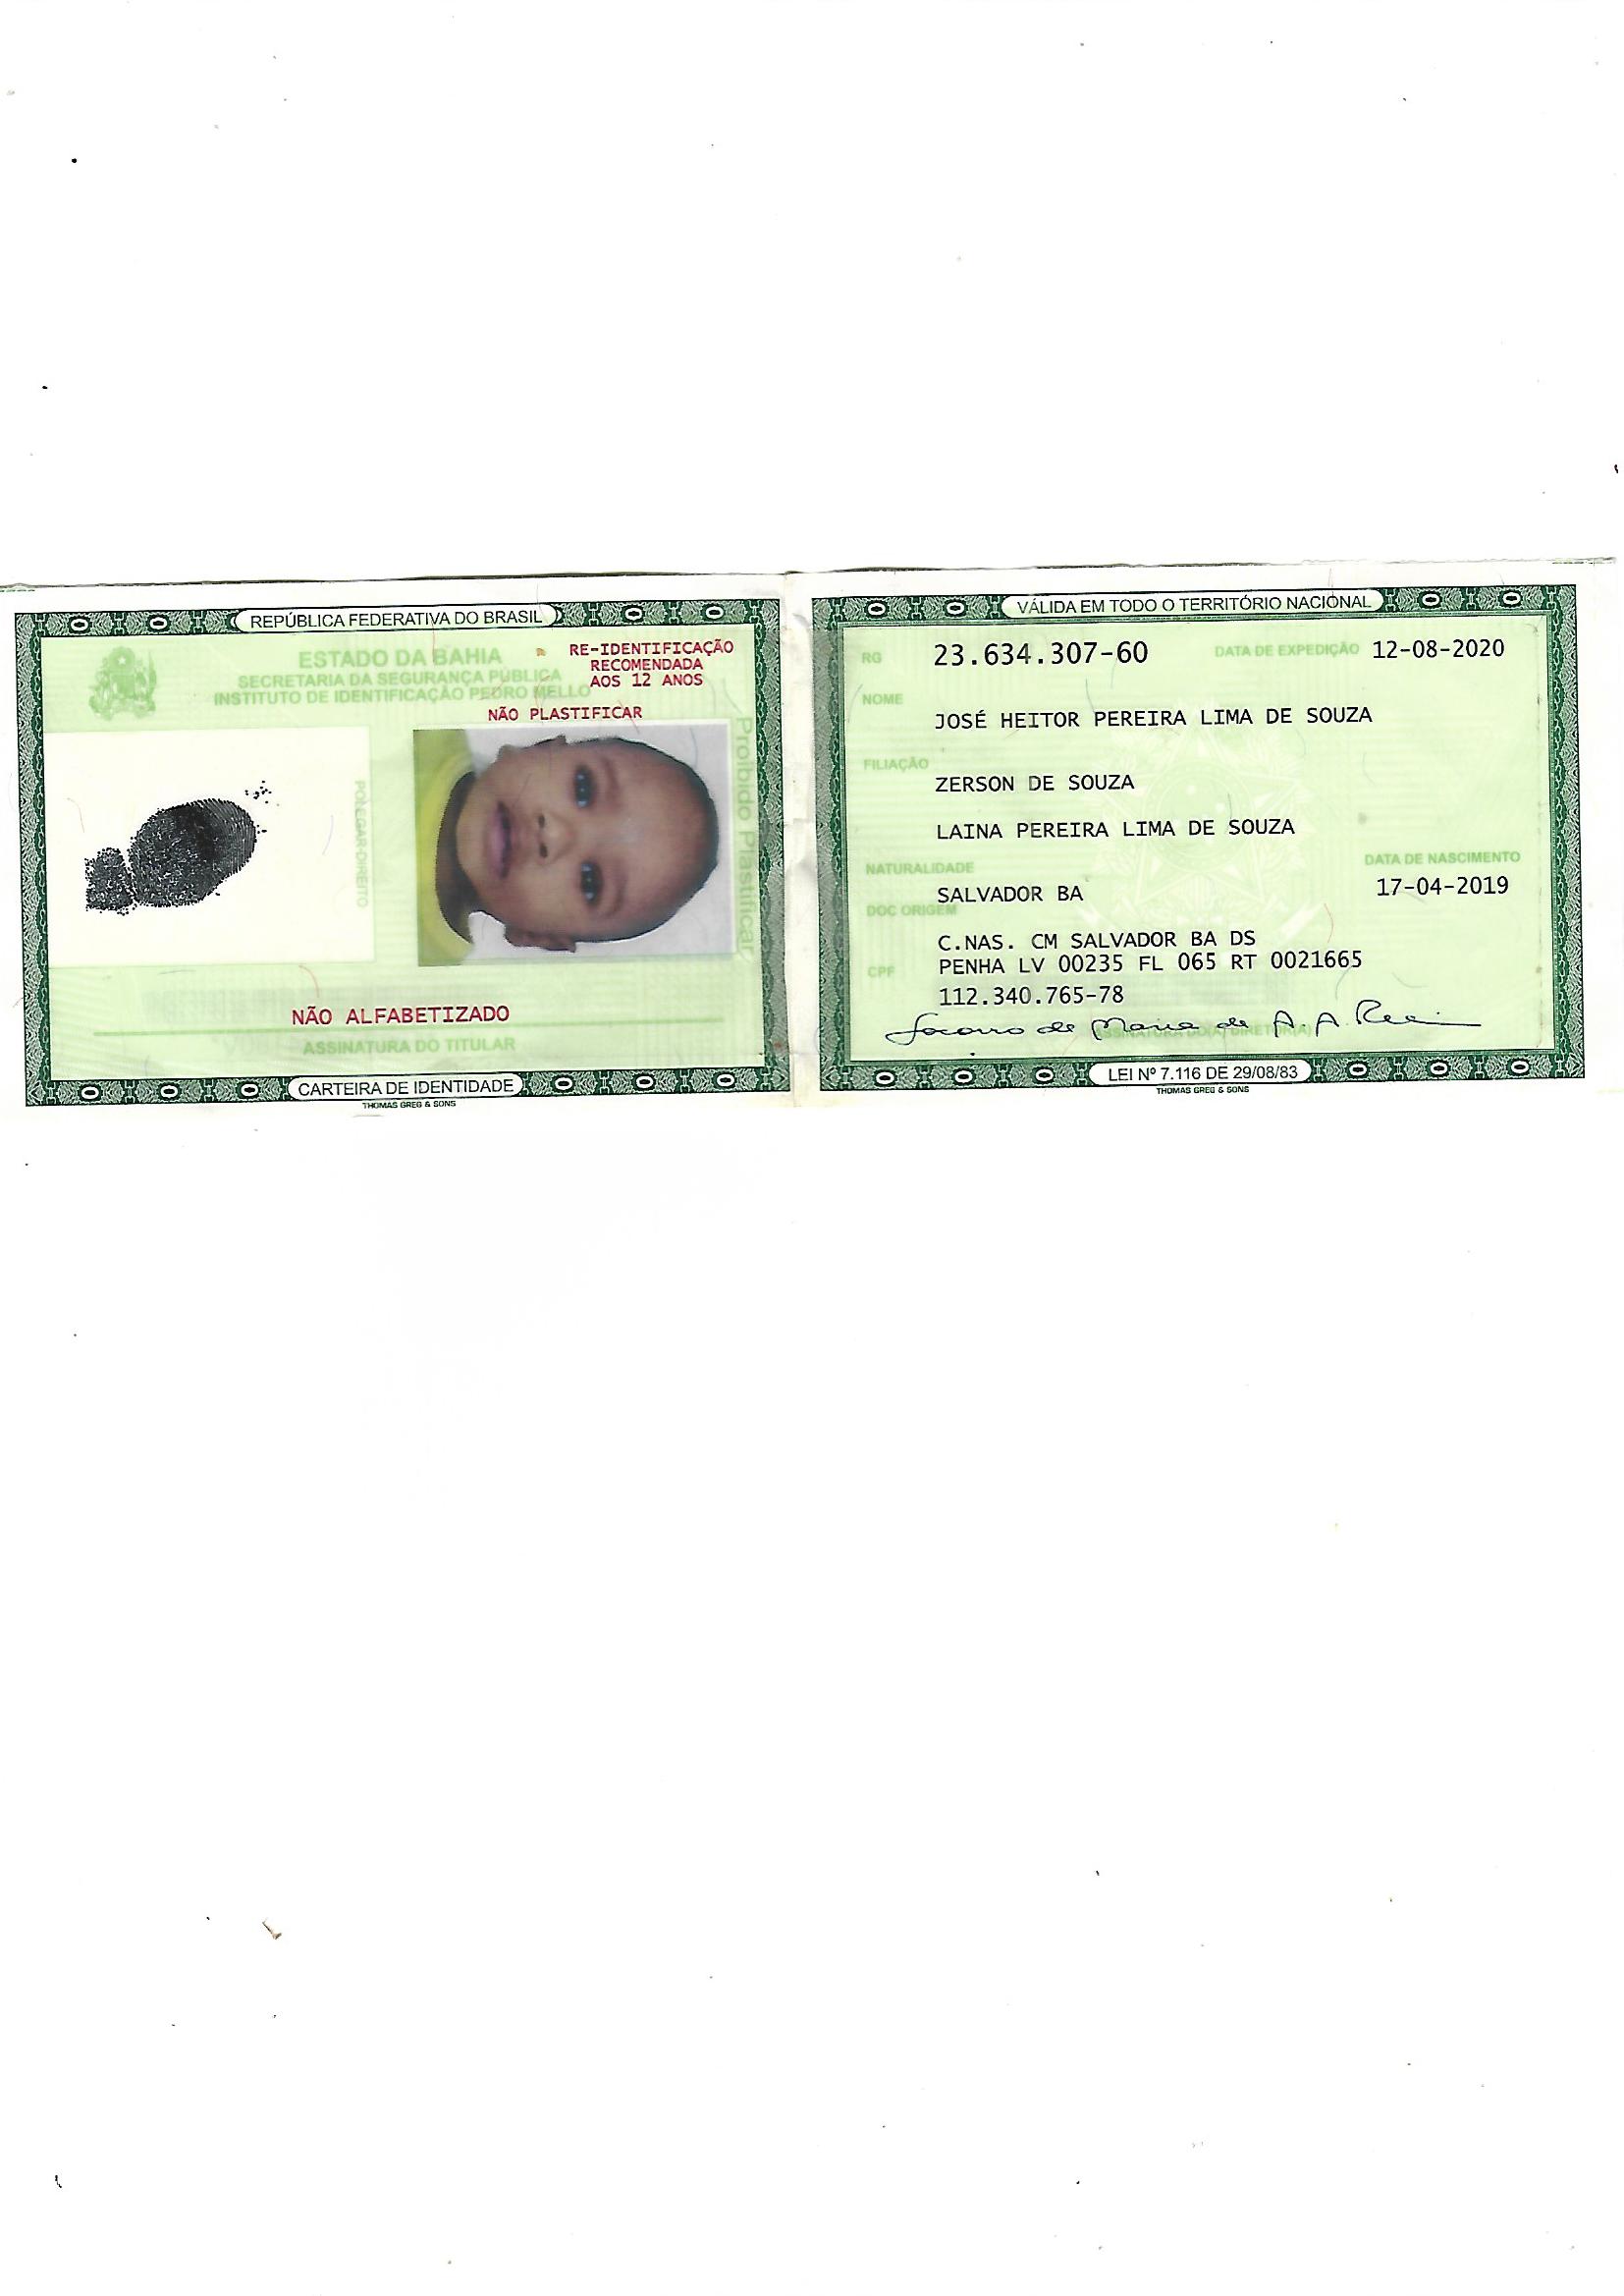 REPÚBLICA FEDERATIVA DO BRASIL
ESTADO DA BAHIA
SECRETARIA DA SEGURANÇA PÚBLICA
INSTITUTO DE IDENTIFICAÇÃO PEDRO MELLO
RE-IDENTIFICAÇÃO
RECOMENDADA
AOS 12 ANOS
NÃO PLASTIFICAR
Proibido Plastificar
POLEGAR DIREITO
NÃO ALFABETIZADO
ASSINATURA DO TITULAR
CARTEIRA DE IDENTIDADE
THOMAS GREG & SONS
VÁLIDA EM TODO O TERRITÓRIO NACIONAL
RG 23.634.307-60 DATA DE EXPEDIÇÃO 12-08-2020
NOME
JOSÉ HEITOR PEREIRA LIMA DE SOUZA
FILIAÇÃO
ZERSON DE SOUZA
LAINA PEREIRA LIMA DE SOUZA
NATURALIDADE DATA DE NASCIMENTO
SALVADOR BA 17-04-2019
DOC ORIGEM
C.NAS. CM SALVADOR BA DS
PENHA LV 00235 FL 065 RT 0021665
CPF
112.340.765-78
ASSINATURA DO(A) DIRETOR(A)
LEI Nº 7.116 DE 29/08/83
THOMAS GREG & SONS